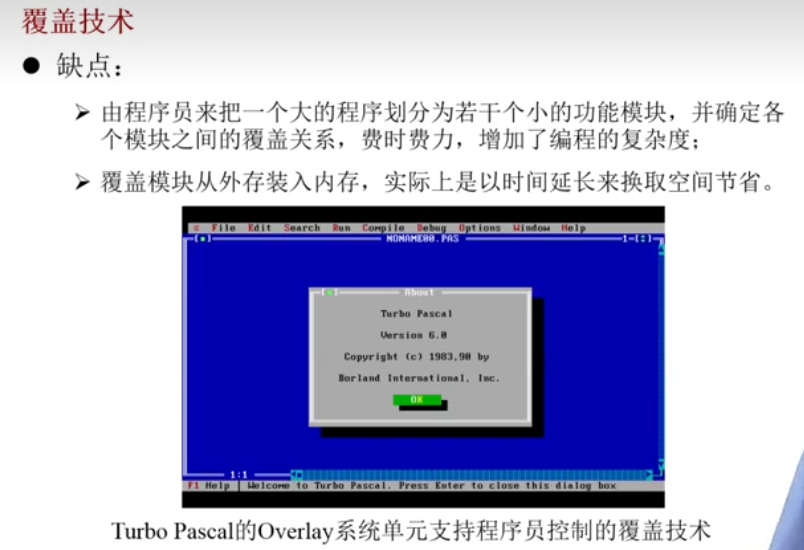 覆盖技术
● 缺点：
➢ 由程序员来把一个大的程序划分为若干个小的功能模块，并确定各
个模块之间的覆盖关系，费时费力，增加了编程的复杂度；
➢ 覆盖模块从外存装入内存，实际上是以时间延长来换取空间节省。
≡ File Edit Search Run Compile Debug Options Window Help
NONAME00.PAS 1=[↕]
About
Turbo Pascal
Version 6.0
Copyright (c) 1983,90 by
Borland International, Inc.
OK
1:1
F1 Help | Welcome to Turbo Pascal. Press Enter to close this dialog box
Turbo Pascal的Overlay系统单元支持程序员控制的覆盖技术